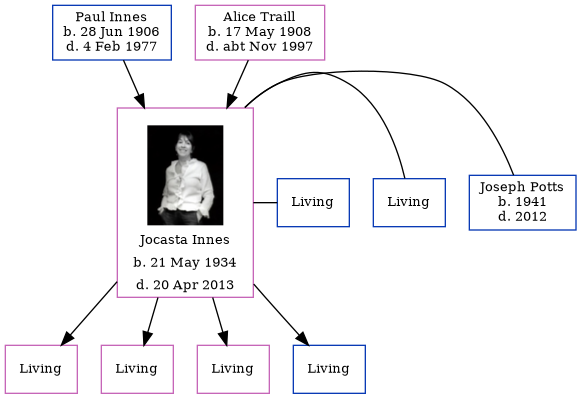 Paul Innes
b. 28 Jun 1906
d. 4 Feb 1977
Alice Traill
b. 17 May 1908
d. abt Nov 1997
Jocasta Innes
b. 21 May 1934
d. 20 Apr 2013
Living
Living
Joseph Potts
b. 1941
d. 2012
Living
Living
Living
Living